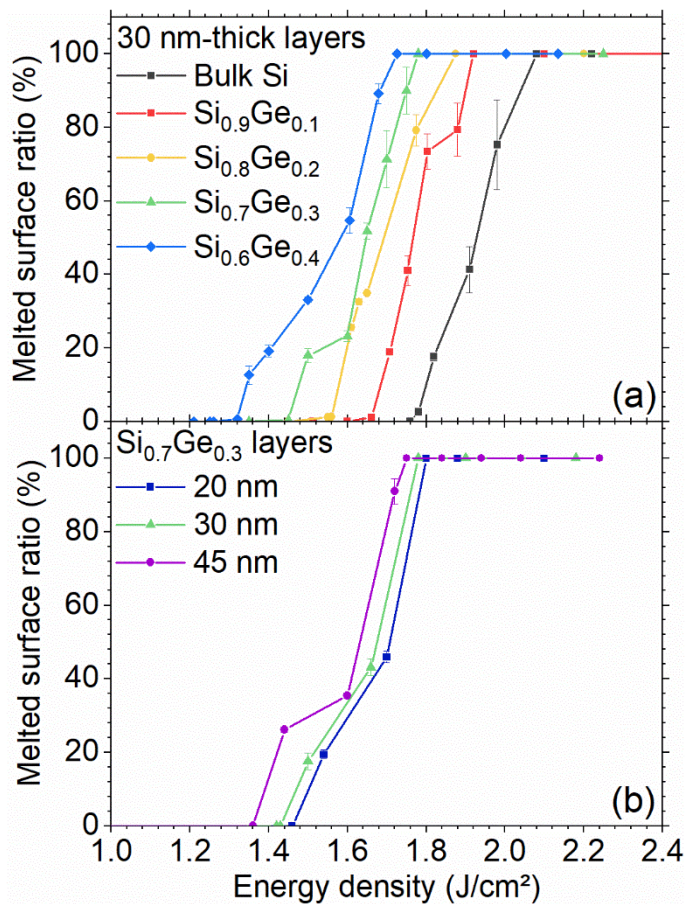 100
80
60
40
20
0
Melted surface ratio (%)
30 nm-thick layers
Bulk Si
Si₀.₉Ge₀.₁
Si₀.₈Ge₀.₂
Si₀.₇Ge₀.₃
Si₀.₆Ge₀.₄
(a)
100
80
60
40
20
0
Melted surface ratio (%)
Si₀.₇Ge₀.₃ layers
20 nm
30 nm
45 nm
(b)
1.0 1.2 1.4 1.6 1.8 2.0 2.2 2.4
Energy density (J/cm²)